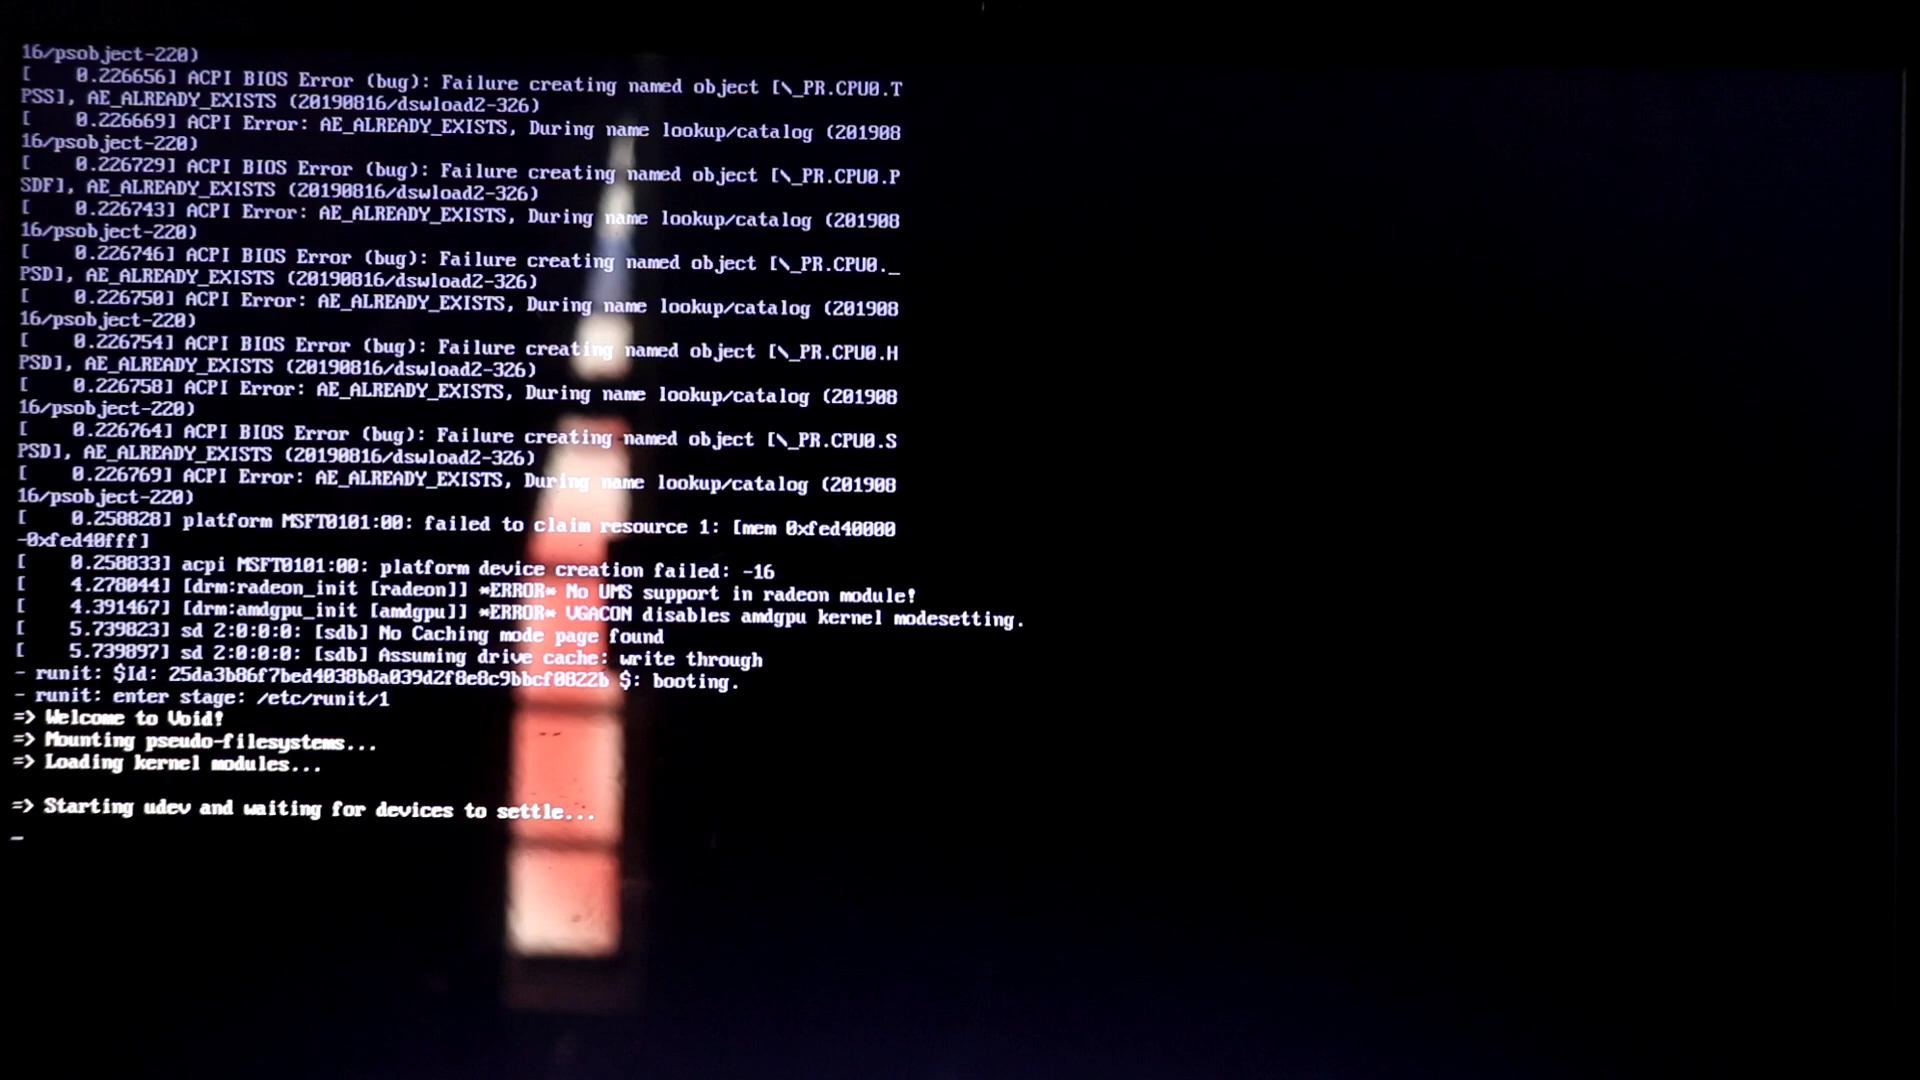 16/psobject-220)
[    0.226656] ACPI BIOS Error (bug): Failure creating named object [\_PR.CPU0.T
PSS], AE_ALREADY_EXISTS (20190816/dswload2-326)
[    0.226669] ACPI Error: AE_ALREADY_EXISTS, During name lookup/catalog (201908
16/psobject-220)
[    0.226729] ACPI BIOS Error (bug): Failure creating named object [\_PR.CPU0.P
SDF], AE_ALREADY_EXISTS (20190816/dswload2-326)
[    0.226743] ACPI Error: AE_ALREADY_EXISTS, During name lookup/catalog (201908
16/psobject-220)
[    0.226746] ACPI BIOS Error (bug): Failure creating named object [\_PR.CPU0._
PSD], AE_ALREADY_EXISTS (20190816/dswload2-326)
[    0.226750] ACPI Error: AE_ALREADY_EXISTS, During name lookup/catalog (201908
16/psobject-220)
[    0.226754] ACPI BIOS Error (bug): Failure creating named object [\_PR.CPU0.H
PSD], AE_ALREADY_EXISTS (20190816/dswload2-326)
[    0.226758] ACPI Error: AE_ALREADY_EXISTS, During name lookup/catalog (201908
16/psobject-220)
[    0.226764] ACPI BIOS Error (bug): Failure creating named object [\_PR.CPU0.S
PSD], AE_ALREADY_EXISTS (20190816/dswload2-326)
[    0.226769] ACPI Error: AE_ALREADY_EXISTS, During name lookup/catalog (201908
16/psobject-220)
[    0.258828] platform MSFT0101:00: failed to claim resource 1: [mem 0xfed40000
-0xfed40fff]
[    0.258833] acpi MSFT0101:00: platform device creation failed: -16
[    4.278044] [drm:radeon_init [radeon]] *ERROR* No UMS support in radeon module!
[    4.391467] [drm:amdgpu_init [amdgpu]] *ERROR* VGACON disables amdgpu kernel modesetting.
[    5.739823] sd 2:0:0:0: [sdb] No Caching mode page found
[    5.739897] sd 2:0:0:0: [sdb] Assuming drive cache: write through
- runit: $Id: 25da3b86f7bed4038b8a039d2f8e8c9bbcf0822b $: booting.
- runit: enter stage: /etc/runit/1
=> Welcome to Void!
=> Mounting pseudo-filesystems...
=> Loading kernel modules...
=> Starting udev and waiting for devices to settle...
_